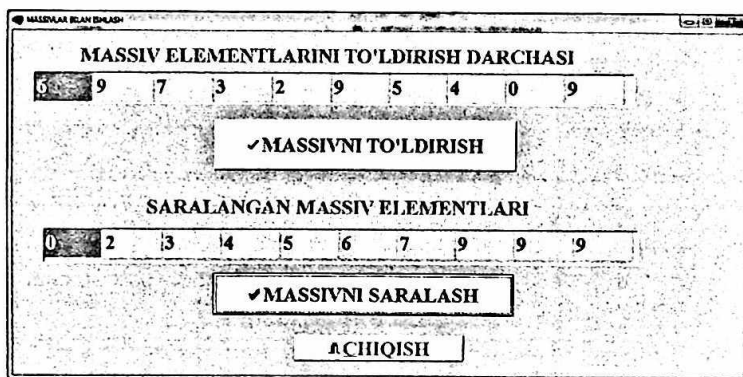 MASSIVLAR BILAN ISHLASH
MASSIV ELEMENTLARINI TO'LDIRISH DARCHASI
6 9 7 3 2 9 5 4 0 9
✔MASSIVNI TO'LDIRISH
SARALANGAN MASSIV ELEMENTLARI
0 2 3 4 5 6 7 9 9 9
✔MASSIVNI SARALASH
CHIQISH